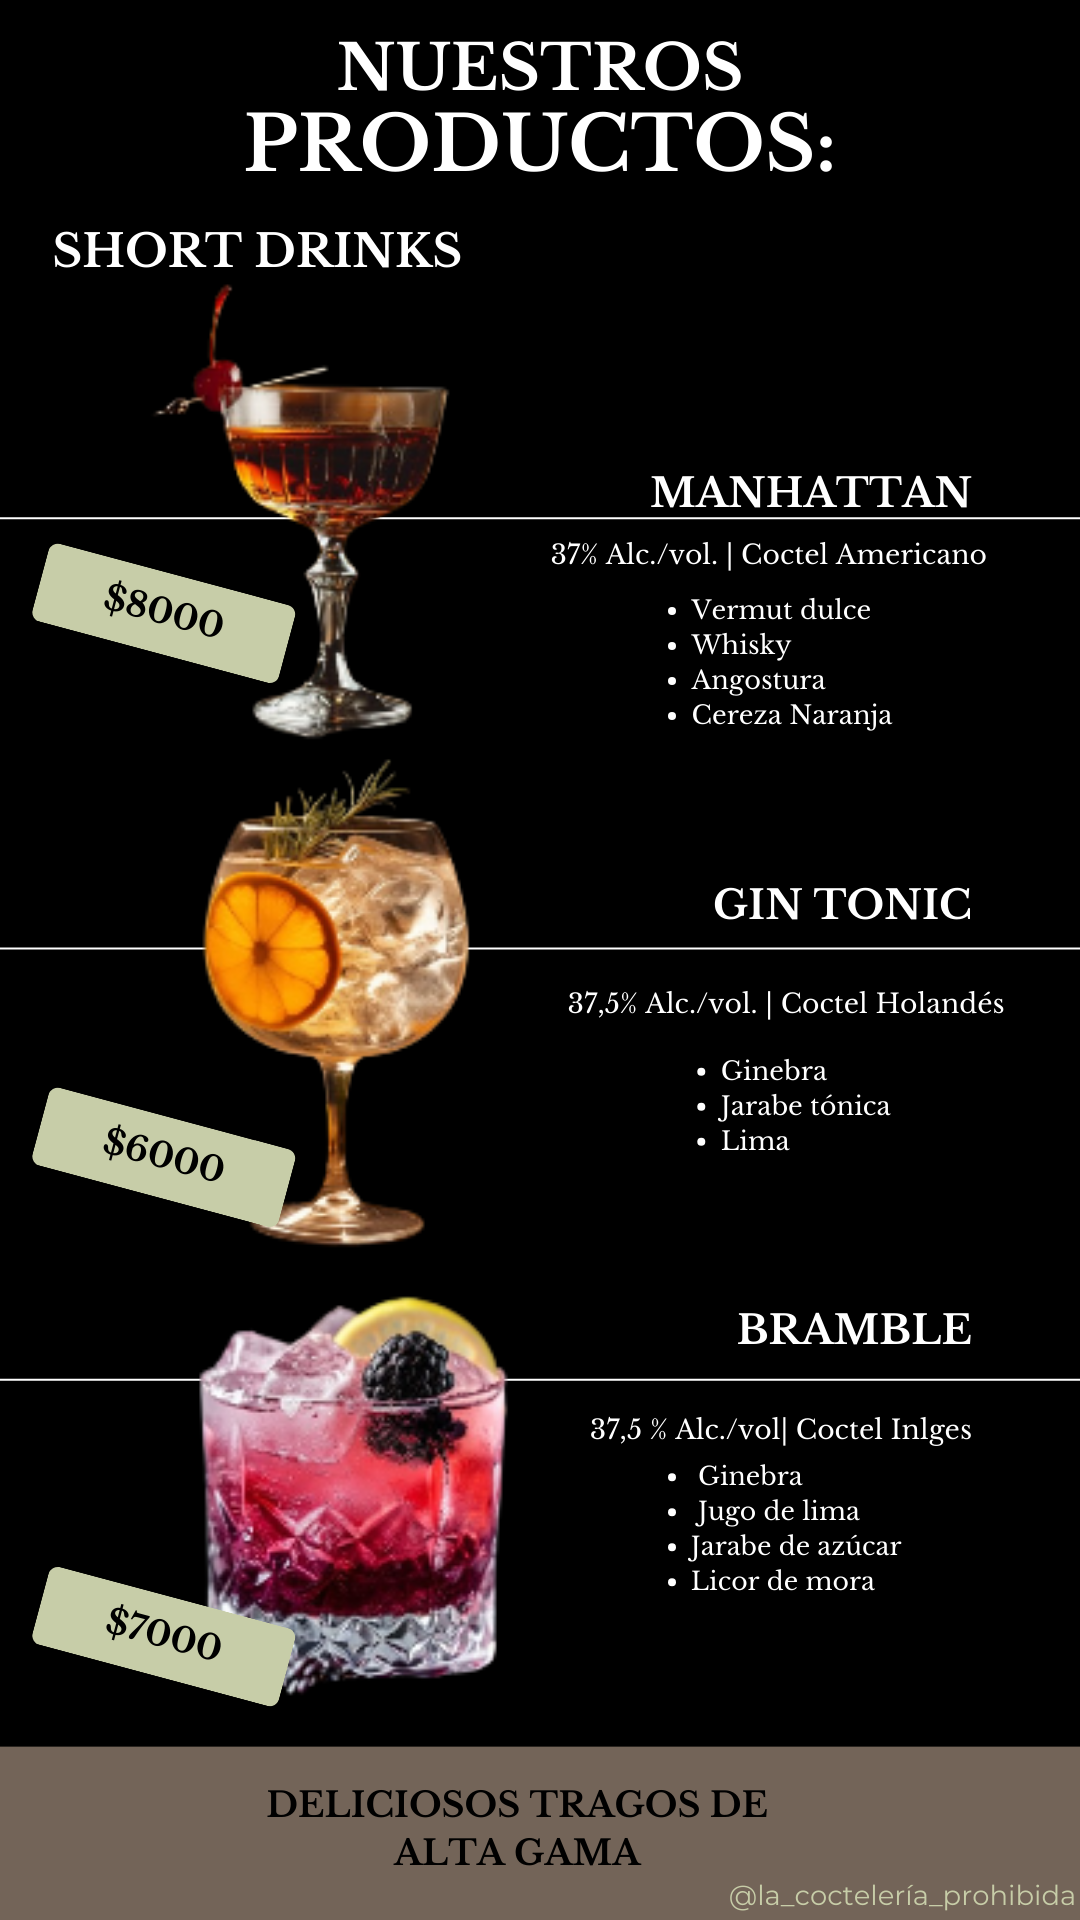 NUESTROS
PRODUCTOS:
SHORT DRINKS
MANHATTAN
37% Alc./vol. | Coctel Americano
$8000
• Vermut dulce
• Whisky
• Angostura
• Cereza Naranja
GIN TONIC
37,5% Alc./vol. | Coctel Holandés
• Ginebra
• Jarabe tónica
• Lima
$6000
BRAMBLE
37,5 % Alc./vol| Coctel Inlges
• Ginebra
• Jugo de lima
• Jarabe de azúcar
• Licor de mora
$7000
DELICIOSOS TRAGOS DE
ALTA GAMA
@la_coctelería_prohibida